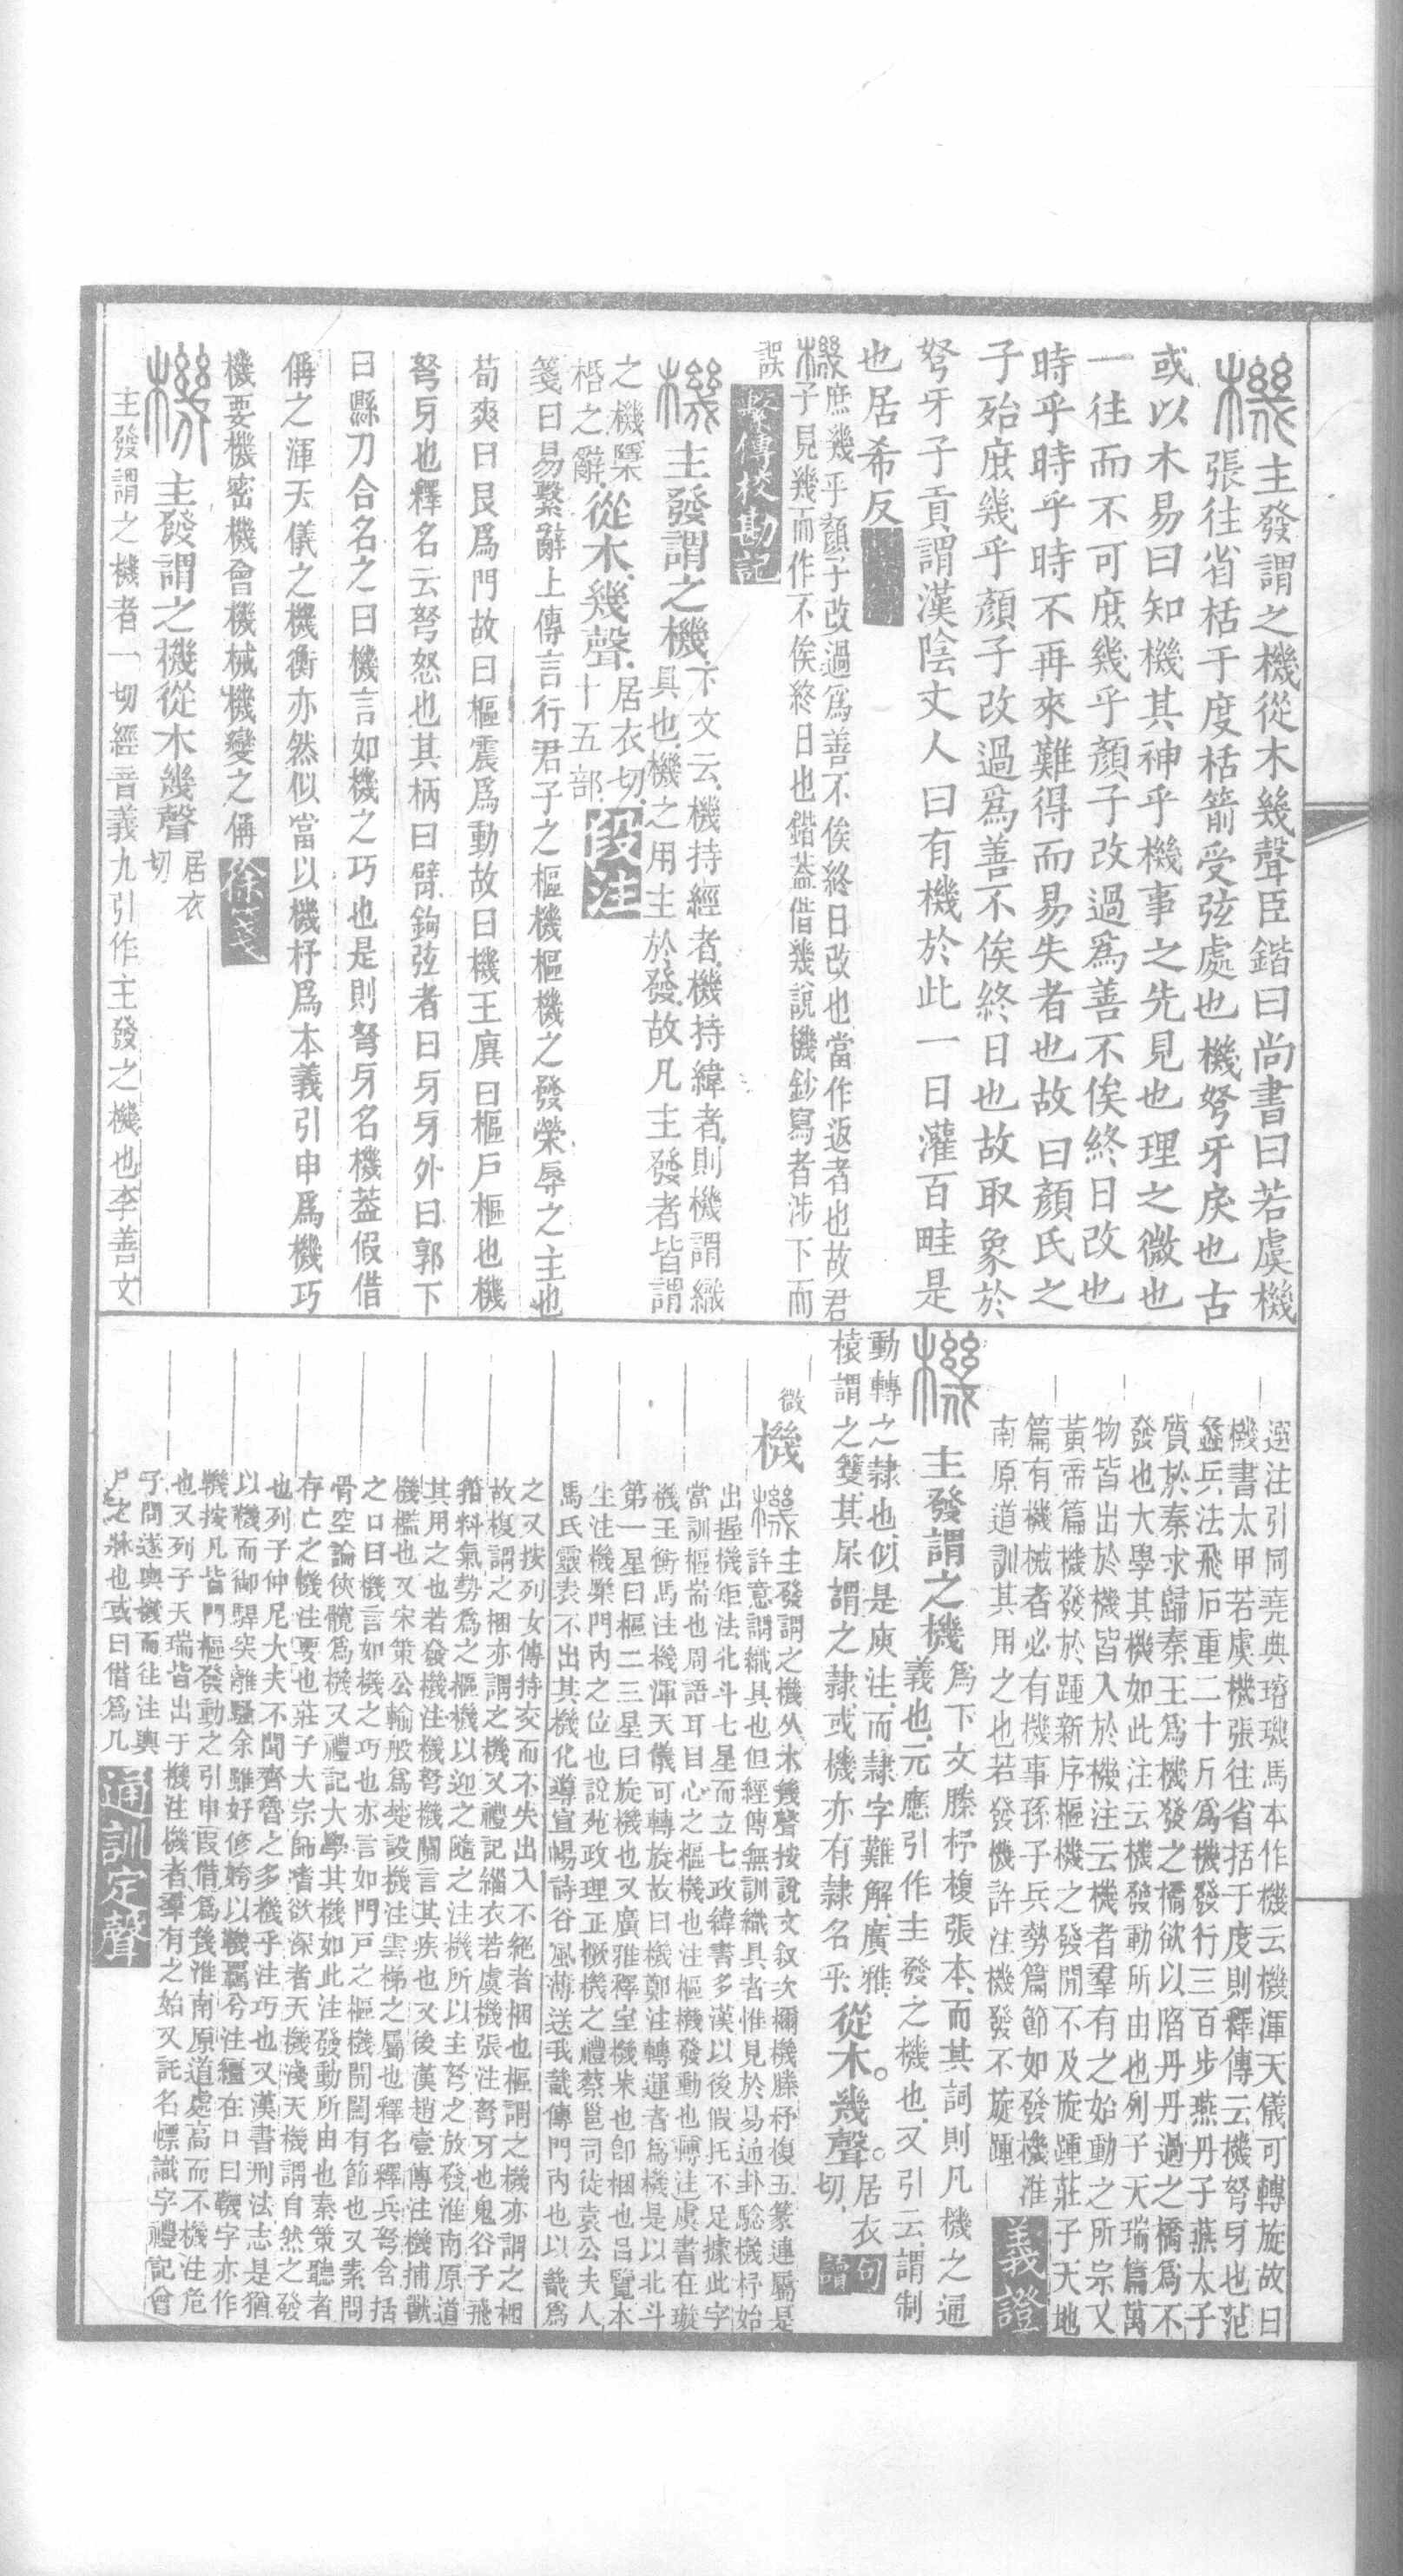 機主發謂之機從木幾聲臣鍇曰尚書曰若虞機
張往省栝于度栝箭受弦處也機弩牙戾也古
或以木易曰知機其神乎機事之先見也理之微也
一往而不可庶幾乎顏子改過爲善不俟終日改也
時乎時乎時不再來難得而易失者也故曰顏氏之
子殆庶幾乎顏子改過爲善不俟終日也故取象於
弩牙子貢謂漢陰丈人曰有機於此一日灌百畦是
也居希反
機庶幾乎顏子改過爲善不俟終日改也當作返者也故君
子見幾而作不俟終日也鍇蓋借幾說機鈔寫者涉下而
誤 繫傳校勘記
機主發謂之機下文云機持經者機持緯者則機謂織
具也機之用主於發故凡主發者皆謂
之機 從木幾聲居衣切
十五部 段注
箋曰易繫辭上傳言行君子之樞機樞機之發榮辱之主也
荀爽曰艮爲門故曰樞震爲動故曰機王廙曰樞戶樞也機
弩牙也釋名云弩怒也其柄曰臂鉤弦者曰牙牙外曰郭下
曰縣刀合名之曰機言如機之巧也是則弩牙名機蓋假借
偁之渾天儀之機衡亦然似當以機杼爲本義引申爲機巧
機要機密機會機械機變之偁 徐箋
機主發謂之機從木幾聲居衣
切
主發謂之機者一切經音義九引作主發之機也李善文
選注引同堯典璿璣馬本作機云機渾天儀可轉旋故曰
機書太甲若虞機張往省括于度則釋傳云機弩牙也范
蠡兵法飛石重二十斤爲機發行三百步燕丹子燕太子
質於秦求歸秦王爲機發之橋欲以陷丹丹過之橋爲不
發也大學其機如此注云機發動所由也列子天瑞篇萬
物皆出於機皆入於機注云機者羣有之始動之所宗又
黃帝篇機發於踵新序樞機之發間不及旋踵莊子天地
篇有機械者必有機事孫子兵勢篇節如發機淮
南原道訓其用之也若發機許注機發不旋踵 義證
機主發謂之機爲下文滕杼複張本而其詞則凡機之通
義也元應引作主發之機也又引云謂制
動轉之隸也似是庾注而隸字難解廣雅
榬謂之籰其㞕謂之隸或機亦有隸名乎從木。幾聲。居衣
切 句讀
微
機機主發謂之機从木幾聲按說文叙次櫾機滕杼複五篆連屬是
許意謂織具也但經傳無訓織具者惟見於易通卦驗機杼始
出握機矩法北斗七星而立七政緯書多漢以後假托不足據此字
當訓樞耑也周語耳目心之樞機也注樞機發動也傅注虞書在璇
機玉衡馬注機渾天儀可轉旋故曰機鄭注轉運者爲機是以北斗
第一星曰樞二三星曰旋機也又廣雅釋室機朱也卽梱也呂覽本
生注機橜門內之位也說苑政理正橛機之禮蔡邕司徒袁公夫人
馬氏靈表不出其機化導宣暢詩谷風薄送我畿傳門內也以畿爲
之又按列女傳持交而不失出入不絕者梱也樞謂之機亦謂之梱
故複謂之梱亦謂之機又禮記緇衣若虞機張注弩牙也鬼谷子飛
箝料氣勢爲之樞機以迎之隨之注機所以主弩之放發淮南原道
其用之也若發機注機弩機關言其疾也又後漢趙壹傳注機捕獸
機檻也又宋策公輸般爲楚設機注雲梯之屬也釋名釋兵弩含括
之口曰機言如機之巧也亦言如門戶之樞機開闔有節也又素問
骨空論俠髖爲機又禮記大學其機如此注發動所由也秦策聽者
存亡之機注要也莊子大宗師嗜欲深者天機淺天機謂自然之發
也列子仲尼大夫不聞齊魯之多機乎注巧也又漢書刑法志是猶
以鞿而御駻突離騷余雖好修姱以鞿羈兮注韁在口曰鞿字亦作
鞿按凡皆門樞發動之引申叚借爲後淮南原道處高而不機注危
也又列子天瑞皆出于機注機者羣有之始又託名幖識字禮記曾
子問遂輿機而往注輿
尸之牀也或曰借爲几 通訓定聲